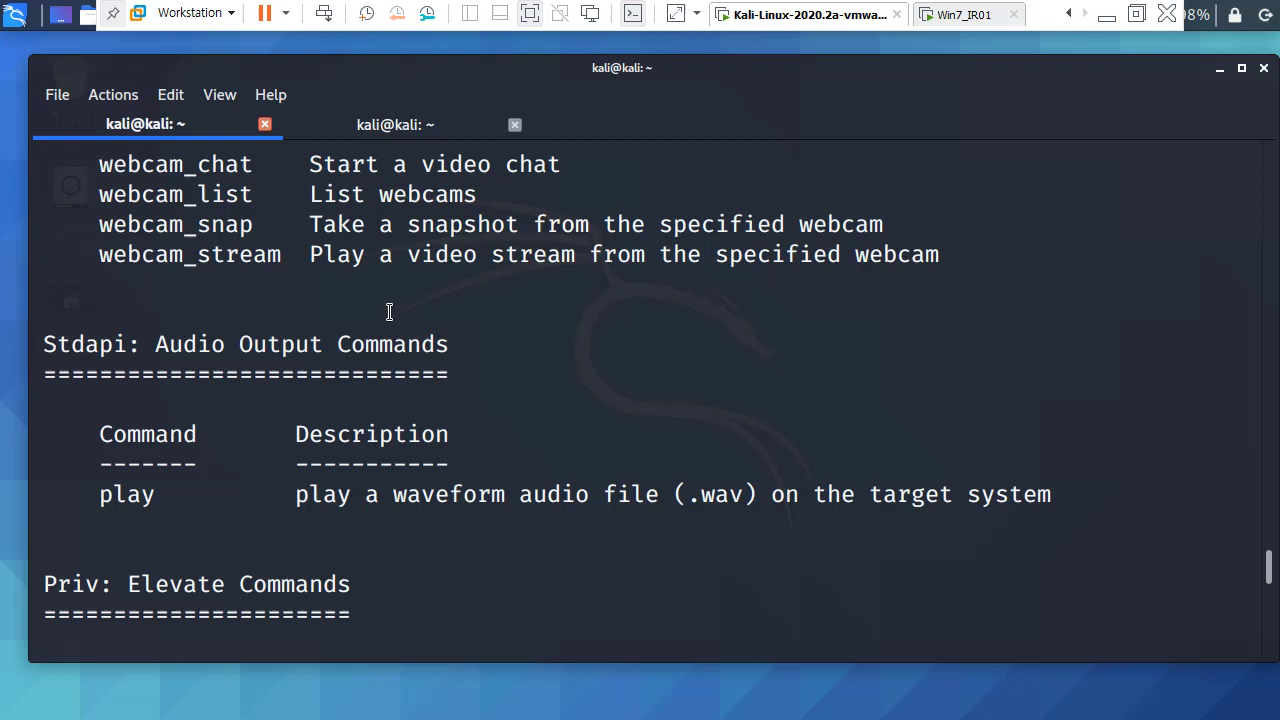 Workstation
Kali-Linux-2020.2a-vmwa...
Win7_IR01
98%
kali@kali: ~
File Actions Edit View Help
kali@kali: ~
kali@kali: ~
webcam_chat Start a video chat
webcam_list List webcams
webcam_snap Take a snapshot from the specified webcam
webcam_stream Play a video stream from the specified webcam
Stdapi: Audio Output Commands
=============================
Command Description
------- -----------
play play a waveform audio file (.wav) on the target system
Priv: Elevate Commands
======================